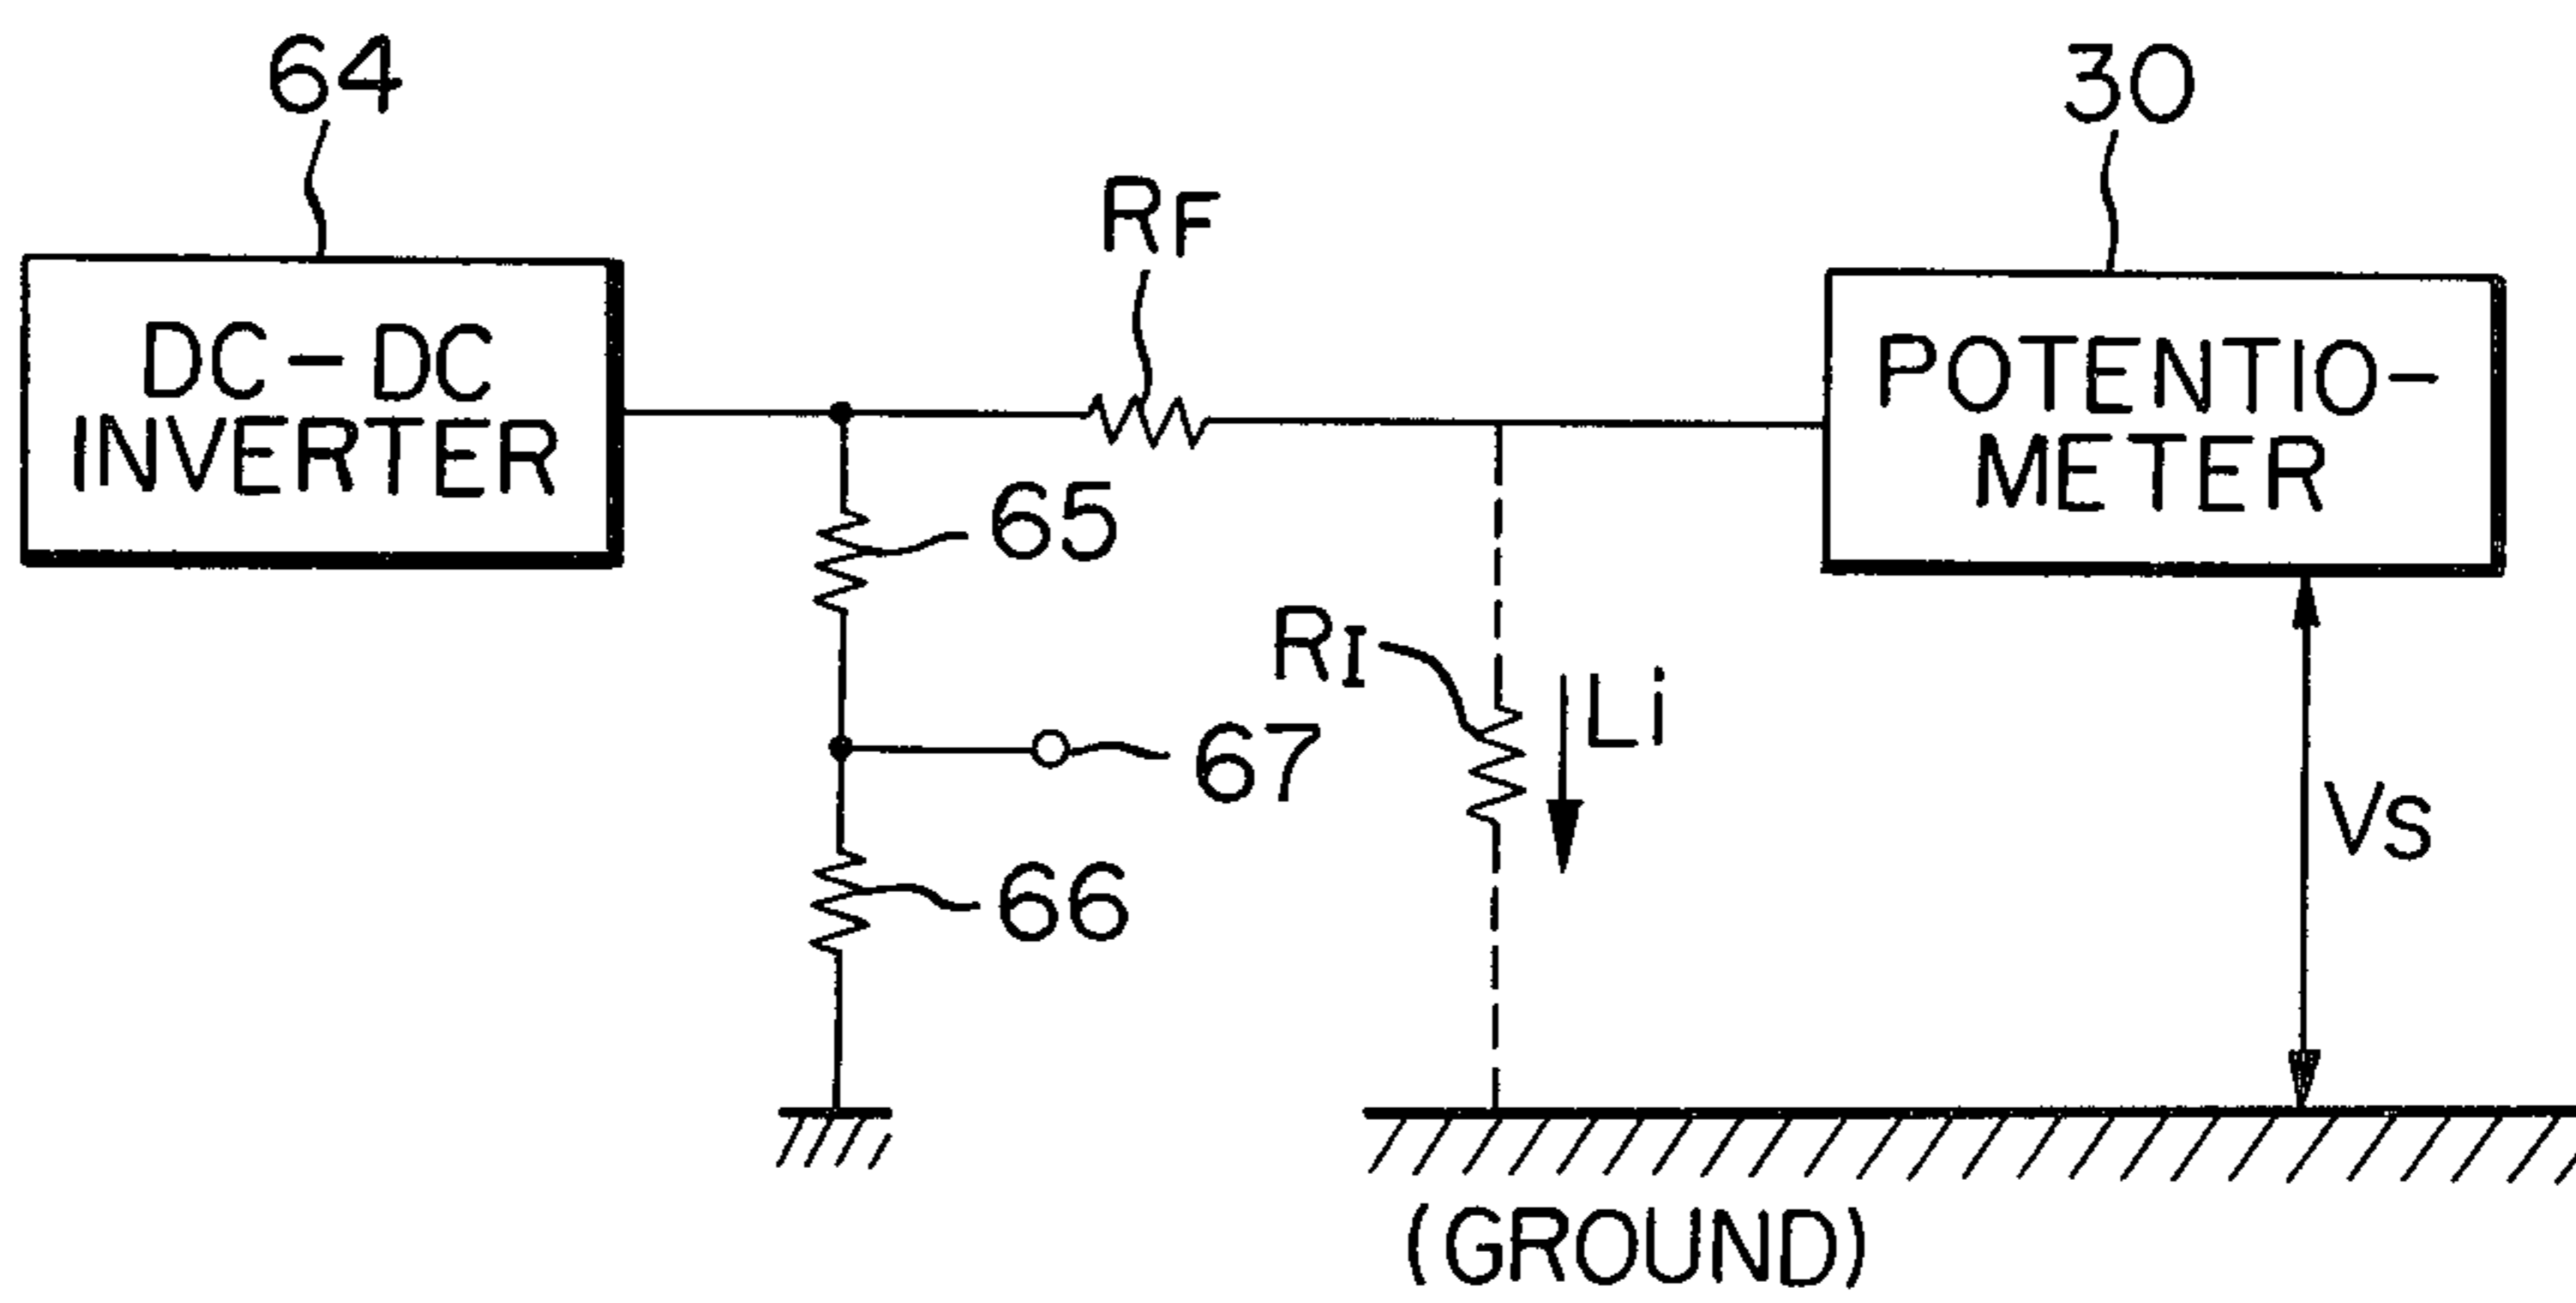 64
30
RF
DC-DC
INVERTER
POTENTIO-
METER
65
RI
Li
67
VS
66
(GROUND)